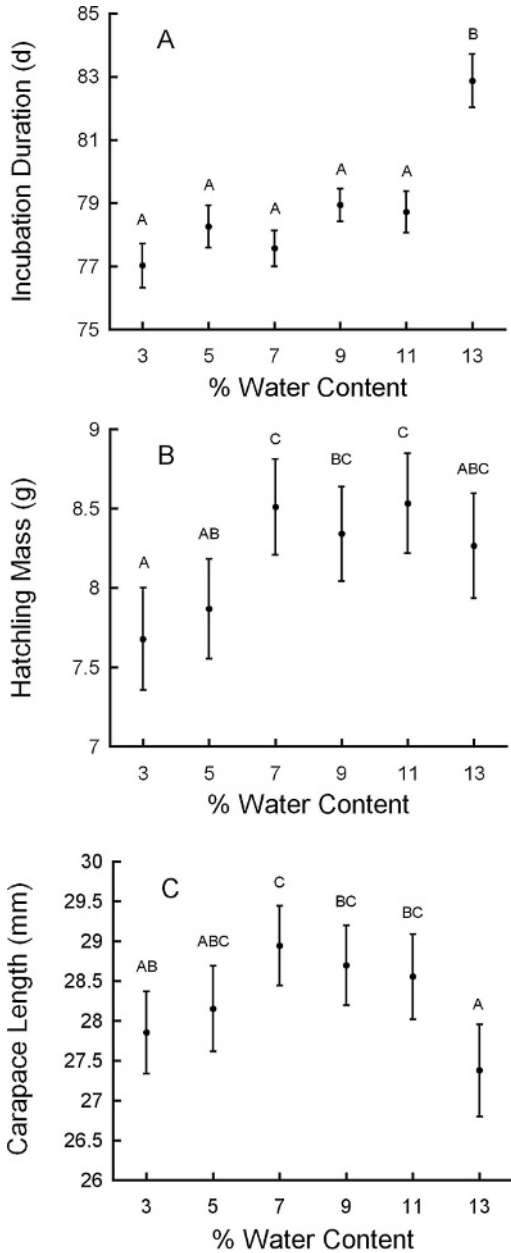 85
A
B
83
81
79
A
A
A
A
77
A
75
3 5 7 9 11 13
% Water Content
Incubation Duration (d)
9
B
C
C
BC
ABC
8.5
AB
A
8
7.5
7
3 5 7 9 11 13
% Water Content
Hatchling Mass (g)
30
C
29.5
C
BC
BC
29
ABC
AB
28.5
28
A
27.5
27
26.5
26
3 5 7 9 11 13
% Water Content
Carapace Length (mm)